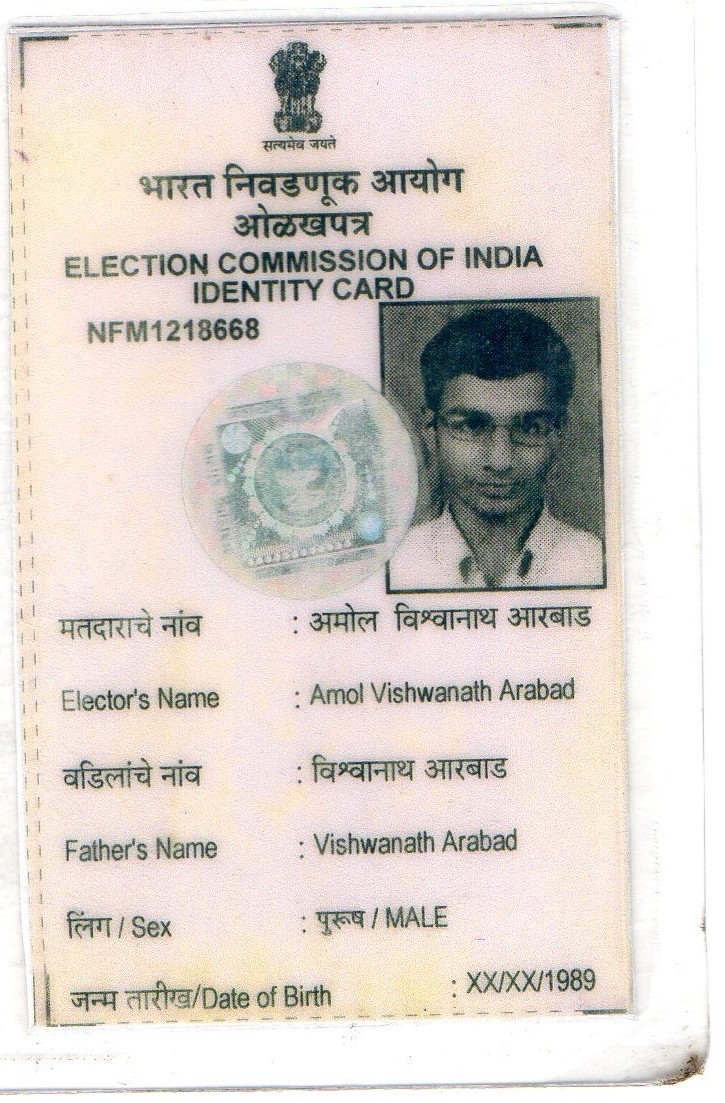 सत्यमेव जयते
भारत निवडणूक आयोग
ओळखपत्र
ELECTION COMMISSION OF INDIA
IDENTITY CARD
NFM1218668
मतदाराचे नांव : अमोल विश्वानाथ आरबाड
Elector's Name : Amol Vishwanath Arabad
वडिलांचे नांव : विश्वानाथ आरबाड
Father's Name : Vishwanath Arabad
लिंग / Sex : पुरूष / MALE
जन्म तारीख/Date of Birth : XX/XX/1989